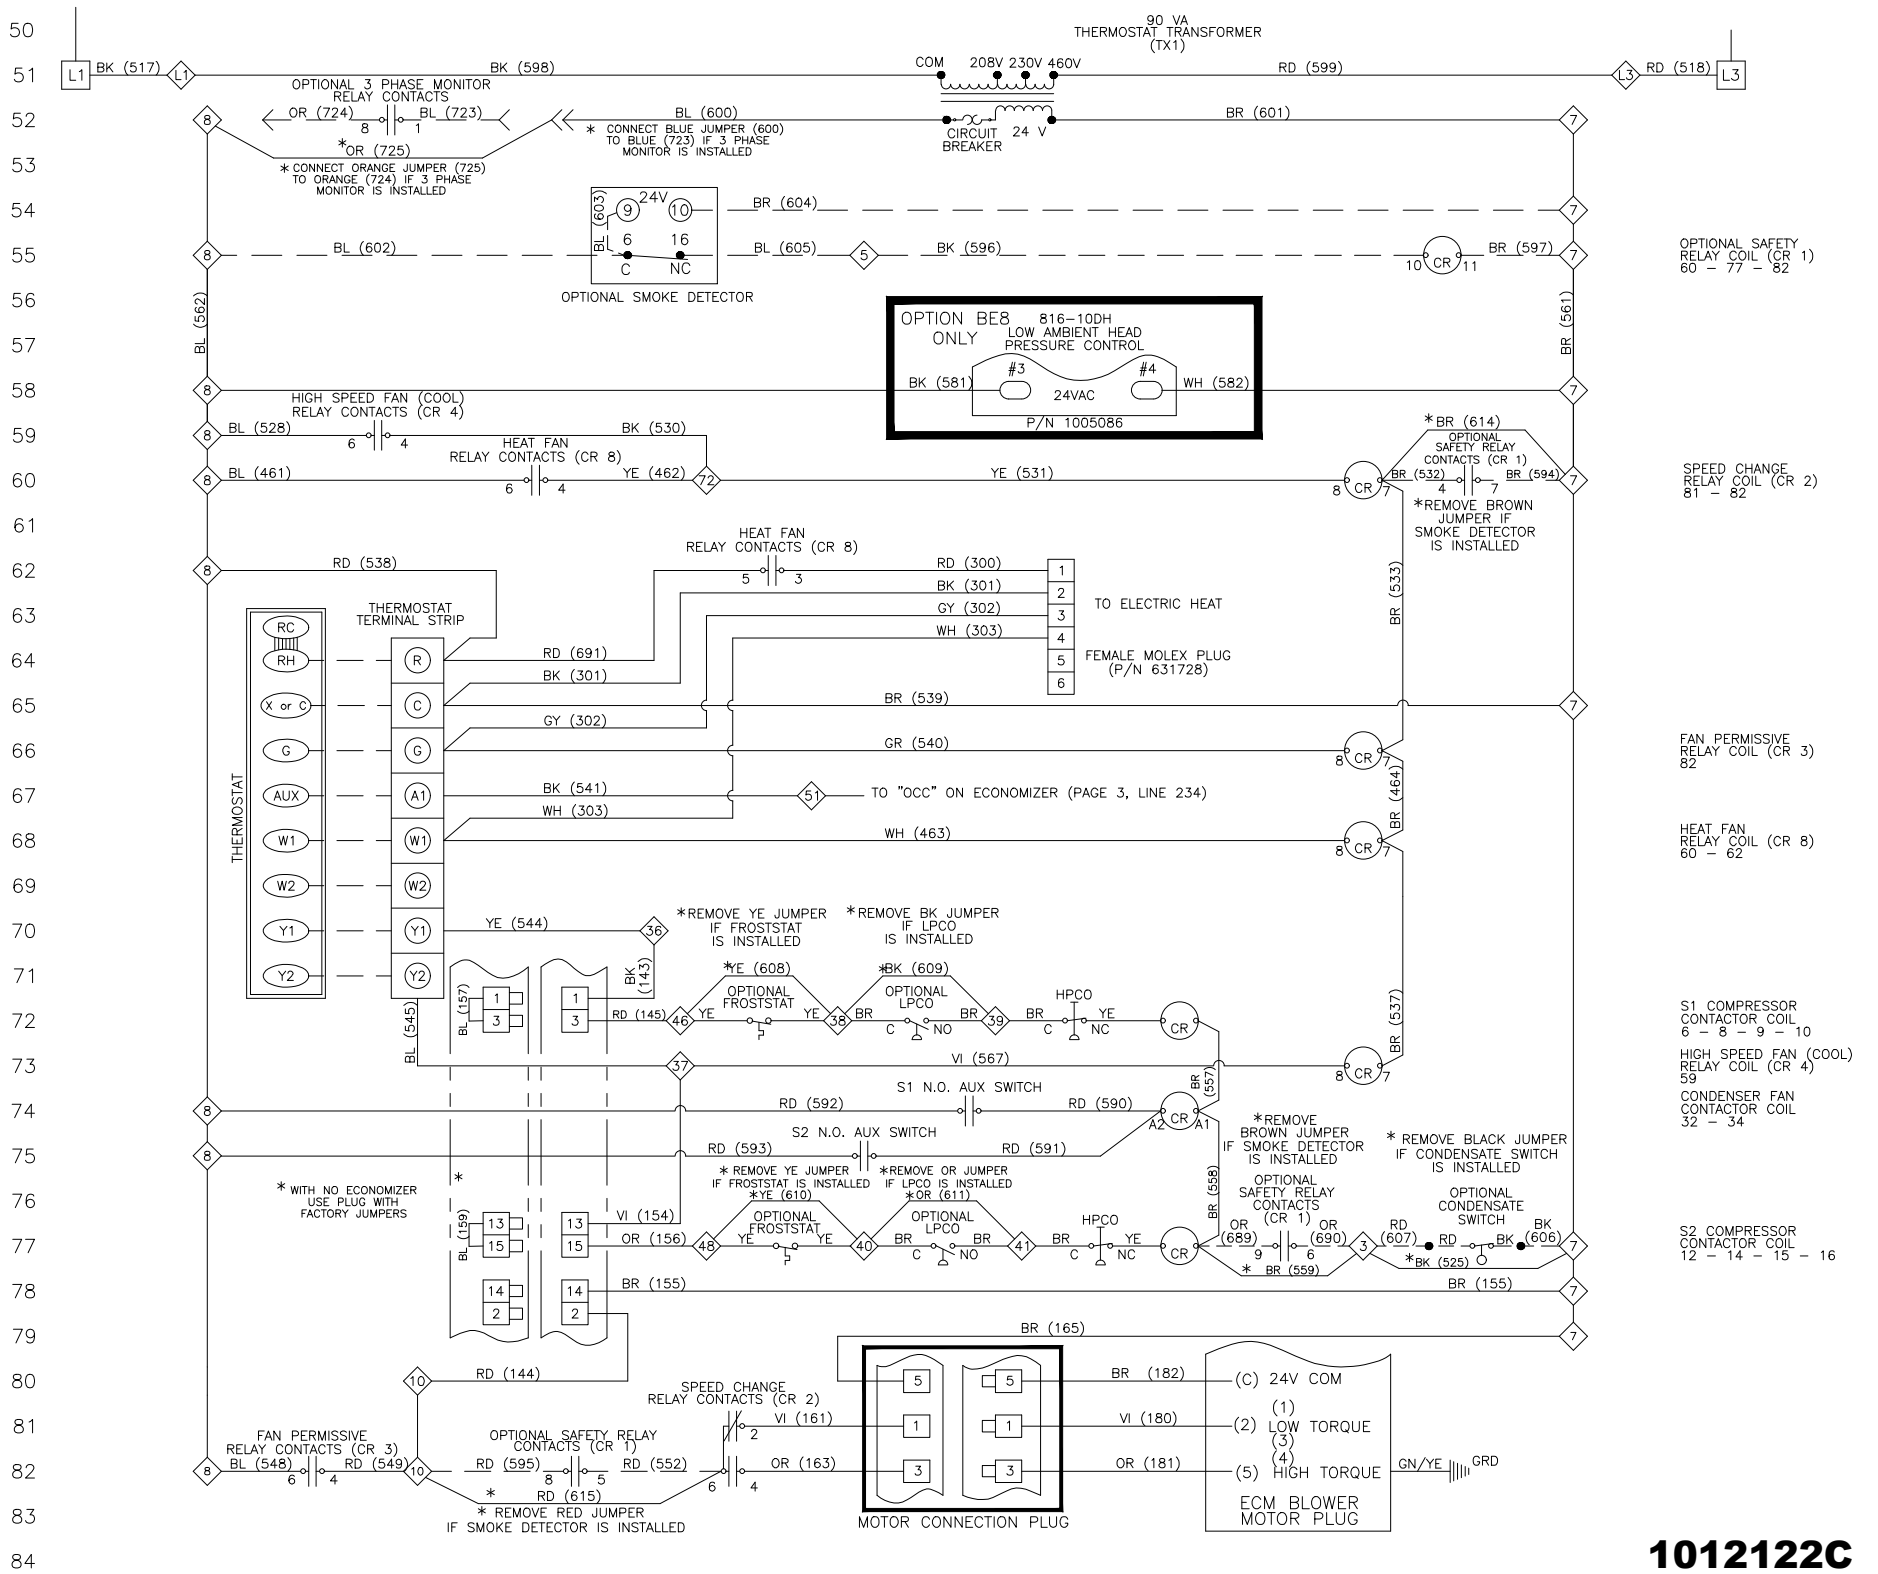 50
90 VA
THERMOSTAT TRANSFORMER
(TX1)
51
L1
BK (517)
L1
BK (598)
COM
208V 230V 460V
RD (599)
L3
RD (518)
L3
OPTIONAL 3 PHASE MONITOR
RELAY CONTACTS
52
8
OR (724)
8
1
BL (723)
BL (600)
CIRCUIT
BREAKER
24 V
BR (601)
7
* CONNECT BLUE JUMPER (600)
TO BLUE (723) IF 3 PHASE
MONITOR IS INSTALLED
*OR (725)
53
* CONNECT ORANGE JUMPER (725)
TO ORANGE (724) IF 3 PHASE
MONITOR IS INSTALLED
54
BL (603)
24V
9
10
BR (604)
7
55
8
BL (602)
6
16
C
NC
BL (605)
5
BK (596)
10
CR
11
BR (597)
7
OPTIONAL SAFETY
RELAY COIL (CR 1)
60 - 77 - 82
OPTIONAL SMOKE DETECTOR
56
BL (562)
BR (561)
57
OPTION BE8
ONLY
816-10DH
LOW AMBIENT HEAD
PRESSURE CONTROL
58
8
BK (581)
#3
24VAC
#4
WH (582)
7
P/N 1005086
HIGH SPEED FAN (COOL)
RELAY CONTACTS (CR 4)
59
8
BL (528)
6
4
BK (530)
*BR (614)
OPTIONAL
SAFETY RELAY
CONTACTS (CR 1)
HEAT FAN
RELAY CONTACTS (CR 8)
60
8
BL (461)
6
4
YE (462)
72
YE (531)
8
CR
7
BR (532)
4
7
BR (594)
7
SPEED CHANGE
RELAY COIL (CR 2)
81 - 82
*REMOVE BROWN
JUMPER IF
SMOKE DETECTOR
IS INSTALLED
61
HEAT FAN
RELAY CONTACTS (CR 8)
62
8
RD (538)
5
3
RD (300)
1
BK (301)
2
BR (533)
63
THERMOSTAT
TERMINAL STRIP
GY (302)
3
TO ELECTRIC HEAT
WH (303)
4
RC
64
RH
R
RD (691)
5
FEMALE MOLEX PLUG
(P/N 631728)
BK (301)
6
65
X or C
C
BR (539)
7
GY (302)
66
G
G
GR (540)
8
CR
7
FAN PERMISSIVE
RELAY COIL (CR 3)
82
THERMOSTAT
BR (464)
67
AUX
A1
BK (541)
51
TO "OCC" ON ECONOMIZER (PAGE 3, LINE 234)
WH (303)
68
W1
W1
WH (463)
8
CR
7
HEAT FAN
RELAY COIL (CR 8)
60 - 62
69
W2
W2
70
Y1
Y1
YE (544)
36
*REMOVE YE JUMPER
IF FROSTSTAT
IS INSTALLED
*REMOVE BK JUMPER
IF LPCO
IS INSTALLED
71
Y2
Y2
BK
(143)
*YE (608)
*BK (609)
BL (157)
1
3
1
3
OPTIONAL
FROSTSTAT
OPTIONAL
LPCO
HPCO
BR (537)
72
BL (545)
RD (145)
46
YE
YE
38
BR
C
NO
BR
39
BR
C
NC
YE
CR
S1 COMPRESSOR
CONTACTOR COIL
6 - 8 - 9 - 10
73
37
VI (567)
8
CR
7
HIGH SPEED FAN (COOL)
RELAY COIL (CR 4)
59
S1 N.O. AUX SWITCH
BR
(557)
74
8
RD (592)
RD (590)
A2
CR
A1
CONDENSER FAN
CONTACTOR COIL
32 - 34
S2 N.O. AUX SWITCH
*REMOVE
BROWN JUMPER
IF SMOKE DETECTOR
IS INSTALLED
* REMOVE BLACK JUMPER
IF CONDENSATE SWITCH
IS INSTALLED
75
8
RD (593)
RD (591)
*
* REMOVE YE JUMPER
IF FROSTSTAT IS INSTALLED
*REMOVE OR JUMPER
IF LPCO IS INSTALLED
BR (558)
76
* WITH NO ECONOMIZER
USE PLUG WITH
FACTORY JUMPERS
*YE (610)
*OR (611)
OPTIONAL
SAFETY RELAY
CONTACTS
(CR 1)
OPTIONAL
CONDENSATE
SWITCH
BL (159)
13
15
13
15
VI (154)
OPTIONAL
FROSTSTAT
OPTIONAL
LPCO
HPCO
77
OR (156)
48
YE
YE
40
BR
C
NO
BR
41
BR
C
NC
YE
CR
OR
(689)
9
6
OR
(690)
3
RD
(607)
RD
BK
BK
(606)
7
S2 COMPRESSOR
CONTACTOR COIL
12 - 14 - 15 - 16
* BR (559)
*BK (525)
78
14
2
14
2
BR (155)
BR (155)
7
79
BR (165)
7
80
10
RD (144)
5
5
BR (182)
(C) 24V COM
SPEED CHANGE
RELAY CONTACTS (CR 2)
81
2
VI (161)
1
1
VI (180)
(1)
(2) LOW TORQUE
(3)
FAN PERMISSIVE
RELAY CONTACTS (CR 3)
OPTIONAL SAFETY RELAY
CONTACTS (CR 1)
82
8
BL (548)
6
4
RD (549)
10
RD (595)
8
5
RD (552)
6
4
OR (163)
3
3
OR (181)
(4)
(5) HIGH TORQUE
GN/YE
GRD
* RD (615)
83
* REMOVE RED JUMPER
IF SMOKE DETECTOR IS INSTALLED
MOTOR CONNECTION PLUG
ECM BLOWER
MOTOR PLUG
84
1012122C